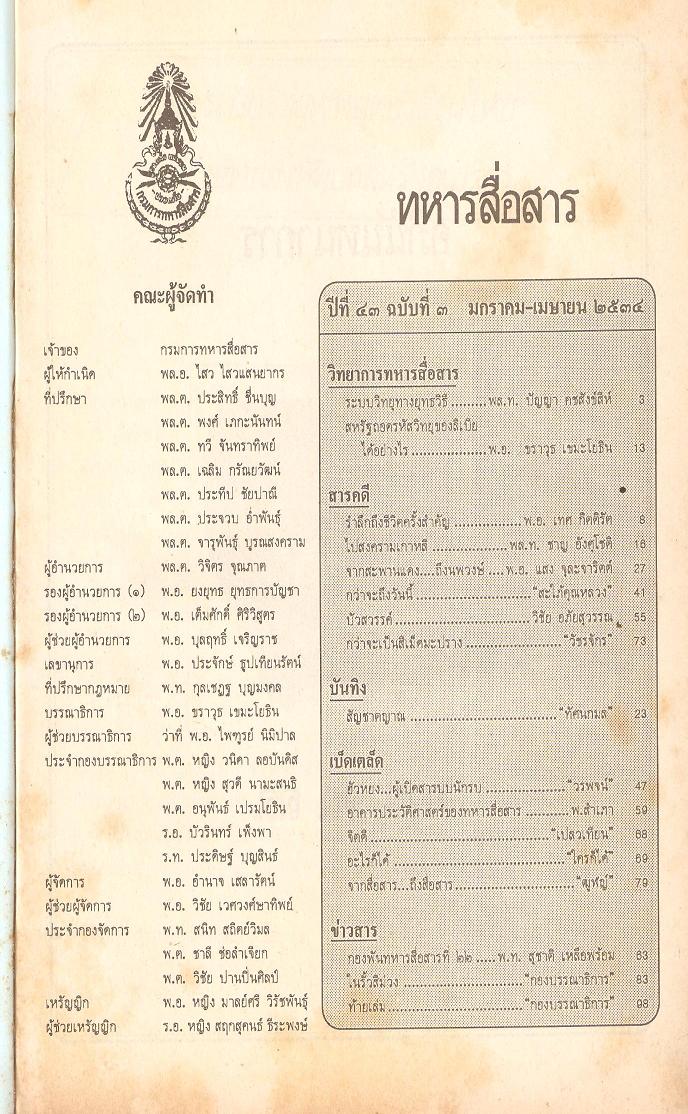 กรมการทหารสื่อสาร
ทหารสื่อสาร
คณะผู้จัดทำ
เจ้าของ กรมการทหารสื่อสาร
ผู้ให้กำเนิด พล.อ. ไสว ไสวแสนยากร
ที่ปรึกษา พล.ต. ประสิทธิ์ ชื่นบุญ
พล.ต. พงศ์ เภกะนันทน์
พล.ต. ทวี จันทราทิพย์
พล.ต. เฉลิม กรัณยวัฒน์
พล.ต. ประทีป ชัยปาณี
พล.ต. ประจวบ อ่ำพันธุ์
พล.ต. จารุพันธุ์ บูรณสงคราม
ผู้อำนวยการ พล.ต. วิจิตร จุณภาต
รองผู้อำนวยการ (๑) พ.อ. ยงยุทธ ยุทธการบัญชา
รองผู้อำนวยการ (๒) พ.อ. เต็มศักดิ์ ศิริวิสูตร
ผู้ช่วยผู้อำนวยการ พ.อ. บุลฤทธิ์ เจริญราช
เลขานุการ พ.อ. ประจักษ์ ธูปเทียนรัตน์
ที่ปรึกษากฎหมาย พ.ท. กุลเชฎฐ บุญมงคล
บรรณาธิการ พ.อ. ชราวุธ เขมะโยธิน
ผู้ช่วยบรรณาธิการ ว่าที่ พ.อ. ไพฑูรย์ นิมิปาล
ประจำกองบรรณาธิการ พ.ต. หญิง วนิดา ลอบันดิส
พ.ต. หญิง สุวดี นามะสนธิ
พ.ต. อนุพันธ์ เปรมโยธิน
ร.อ. บัวรินทร์ เพ็งพา
ร.ท. ประดิษฐ์ บุญสินธ์
ผู้จัดการ พ.อ. อำนาจ เสลารัตน์
ผู้ช่วยผู้จัดการ พ.อ. วิชัย เวศวงศ์ษาทิพย์
ประจำกองจัดการ พ.ท. สนิท สถิตย์วิมล
พ.ต. ชาลี ช่อลำเจียก
พ.ต. วิชัย ปานปิ่นศิลป์
เหรัญญิก พ.อ. หญิง มาลย์ศรี วิรัชพันธุ์
ผู้ช่วยเหรัญญิก ร.อ. หญิง สฤกสุคนธ์ ธีระพงษ์
ปีที่ ๔๓ ฉบับที่ ๓ มกราคม-เมษายน ๒๕๓๔
วิทยาการทหารสื่อสาร
ระบบวิทยุทางยุทธวิธี.........พล.ท. ปัญญา คชสังข์สีห์ 3
สหรัฐถอดรหัสวิทยุของลิเบีย
ได้อย่างไร...................พ.อ. ชราวุธ เขมะโยธิน 13
สารคดี
รำลึกถึงชีวิตครั้งสำคัญ.................พ.อ. เทศ กิตติรัต 8
ไปสงครามเกาหลี....................พล.ท. ชาญ อังศุโชติ 18
จากสะพานแดง....ถึงนพวงษ์ ....พ.อ. แสง จุละจาริตต์ 27
กว่าจะถึงวันนี้............................"สะใภ้คุณหลวง" 41
บัวสวรรค์...................................วิชัย อภัยสุวรรณ 55
กว่าจะเป็นสีเม็ดมะปราง.........................."วัชรจักร" 73
บันทิง
สัญชาตญาณ ......................................"ทัศนกมล" 23
เบ็ดเตล็ด
ฮัวหยง...ผู้เปิดสารบบนักรบ......................"วรพจน์" 47
อาคารประวัติศาสตร์ของทหารสื่อสาร...........พ.สำเภา 59
จิตดี..............................................."เปลวเทียน" 68
อะไรก็ได้............................................"ใครก็ได้" 69
จากสื่อสาร...ถึงสื่อสาร............................... 79
ข่าวสาร
กองพันทหารสื่อสารที่ ๒๒ .....พ.ท. สุชาติ เหลือพร้อม 63
ในรั้วสีม่วง................................"กองบรรณาธิการ" 83
ท้ายเล่ม...................................."กองบรรณาธิการ" 98